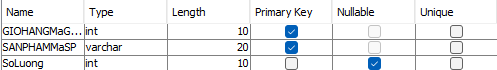 Name Type Length Primary Key Nullable Unique
GIOHANGMaG... int 10
SANPHAMMaSP varchar 20
SoLuong int 10